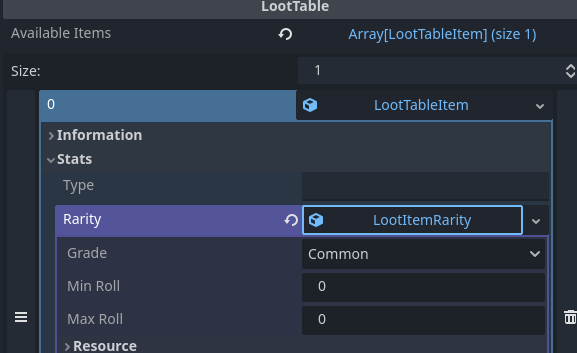 LootTable
Available Items Array[LootTableItem] (size 1)
Size: 1
0 LootTableItem
Information
Stats
Type
Rarity LootItemRarity
Grade Common
Min Roll 0
Max Roll 0
Resource